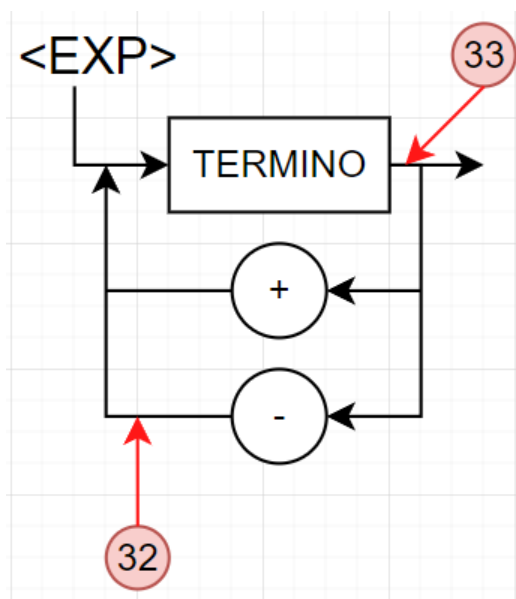 <EXP>
33
TERMINO
+
-
32